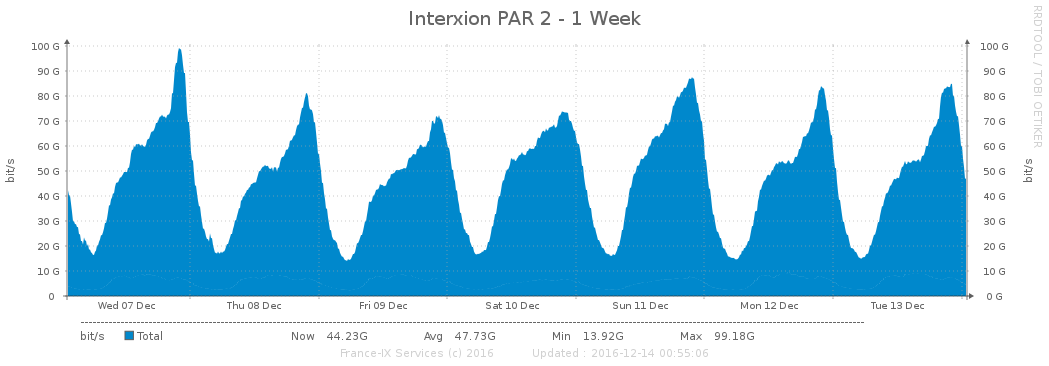 Interxion PAR 2 - 1 Week
RRDTOOL / TOBI OETIKER
100 G 100 G
90 G 90 G
80 G 80 G
70 G 70 G
60 G 60 G
50 G 50 G
40 G 40 G
30 G 30 G
20 G 20 G
10 G 10 G
0 0 G
bit/s bit/s
Wed 07 Dec Thu 08 Dec Fri 09 Dec Sat 10 Dec Sun 11 Dec Mon 12 Dec Tue 13 Dec
bit/s Total Now 44.23G Avg 47.73G Min 13.92G Max 99.18G
France-IX Services (c) 2016 Updated : 2016-12-14 00:55:06